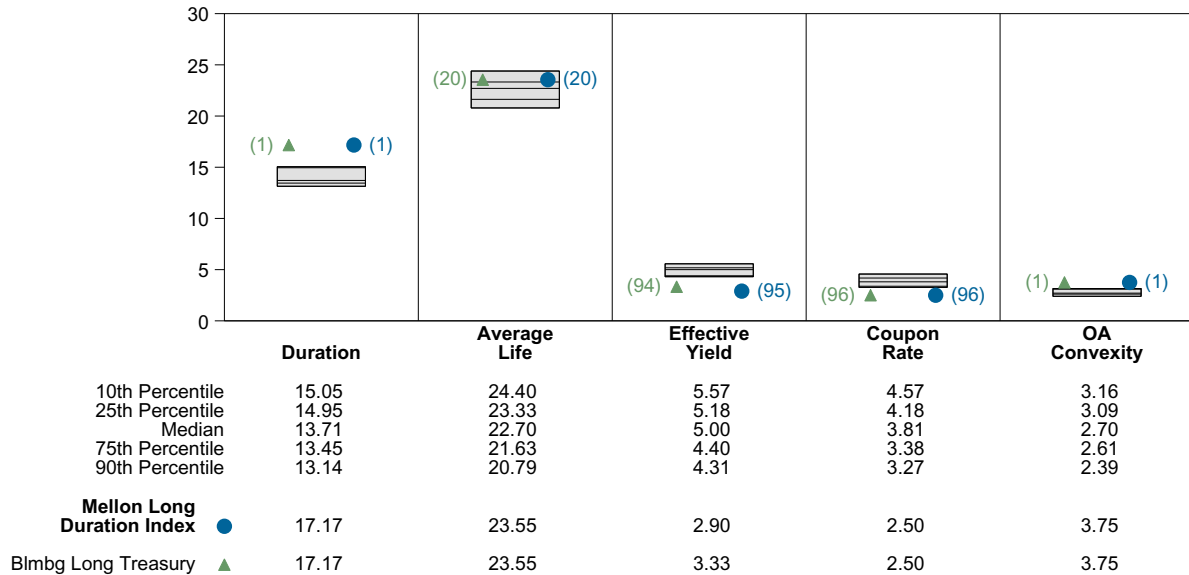 30
25
20
15
10
5
0
(1) (1)
(20) (20)
(94) (95)
(96) (96)
(1) (1)
Duration Average Life Effective Yield Coupon Rate OA Convexity
10th Percentile 15.05 24.40 5.57 4.57 3.16
25th Percentile 14.95 23.33 5.18 4.18 3.09
Median 13.71 22.70 5.00 3.81 2.70
75th Percentile 13.45 21.63 4.40 3.38 2.61
90th Percentile 13.14 20.79 4.31 3.27 2.39
Mellon Long
Duration Index 17.17 23.55 2.90 2.50 3.75
Blmbg Long Treasury 17.17 23.55 3.33 2.50 3.75